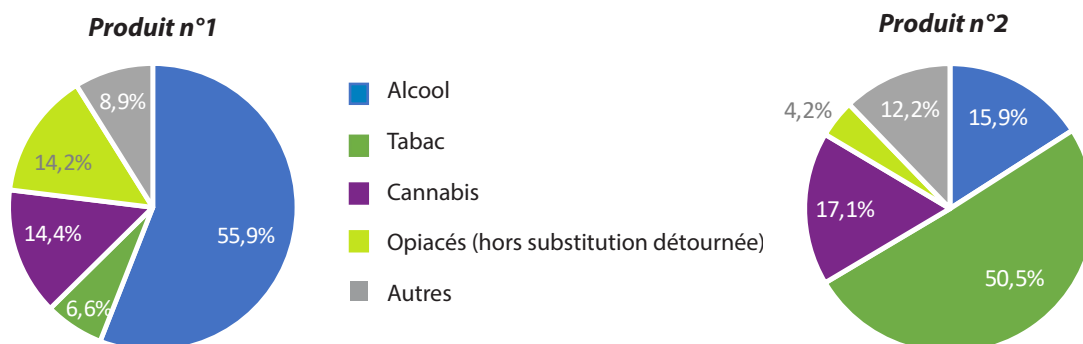 Produit n°1
8,9%
14,2%
14,4%
6,6%
55,9%
Alcool
Tabac
Cannabis
Opiacés (hors substitution détournée)
Autres
Produit n°2
4,2%
12,2%
15,9%
17,1%
50,5%